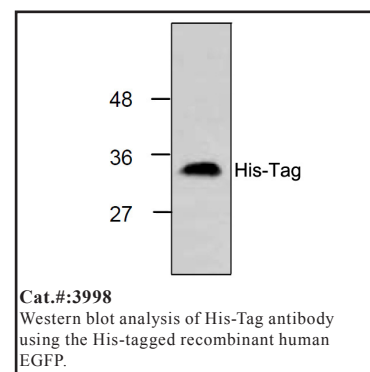 48
36
His-Tag
27
Cat.#:3998
Western blot analysis of His-Tag antibody
using the His-tagged recombinant human
EGFP.